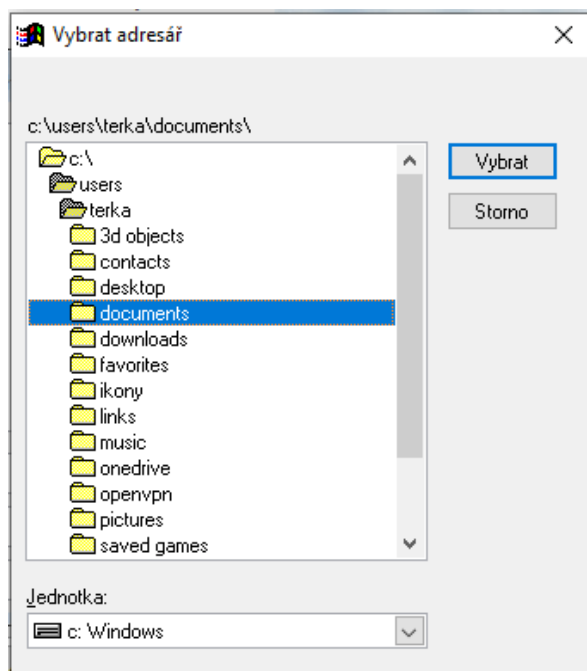 Vybrat adresář
c:\users\terka\documents\
c:\
users
terka
3d objects
contacts
desktop
documents
downloads
favorites
ikony
links
music
onedrive
openvpn
pictures
saved games
Vybrat
Storno
Jednotka:
c: Windows